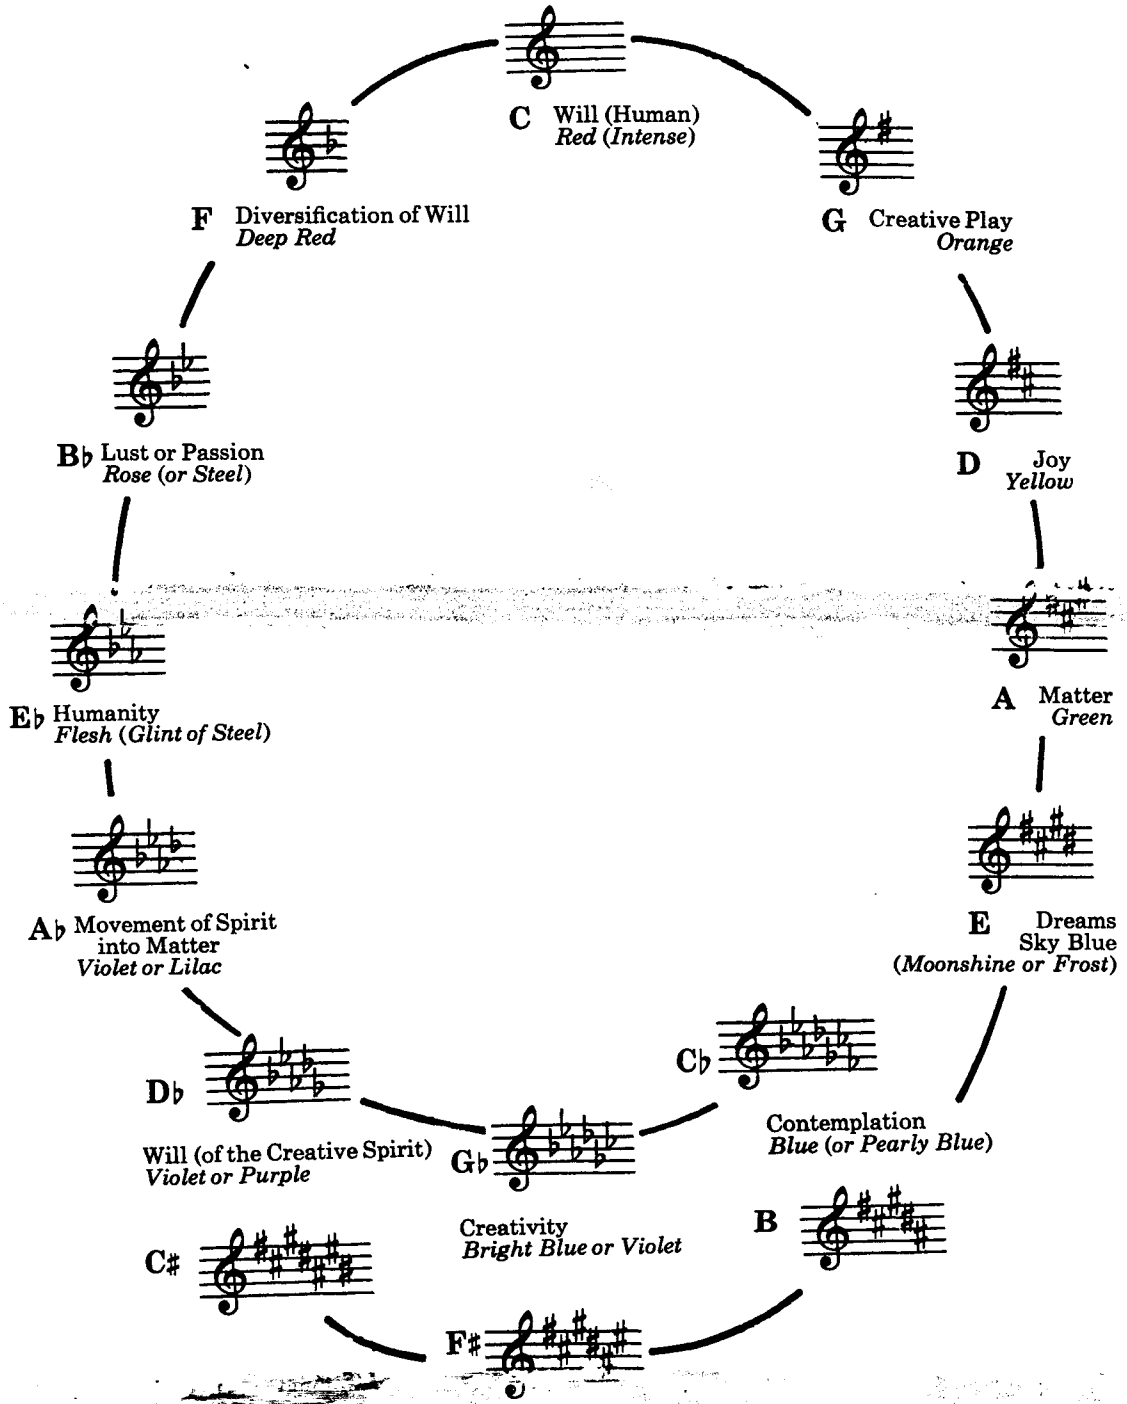 C Will (Human)
Red (Intense)
F Diversification of Will
Deep Red
G Creative Play
Orange
B♭ Lust or Passion
Rose (or Steel)
D Joy
Yellow
E♭ Humanity
Flesh (Glint of Steel)
A Matter
Green
A♭ Movement of Spirit
into Matter
Violet or Lilac
E Dreams
Sky Blue
(Moonshine or Frost)
D♭
Will (of the Creative Spirit)
Violet or Purple
G♭
C♭
Contemplation
Blue (or Pearly Blue)
Creativity
Bright Blue or Violet
B
C♯
F♯